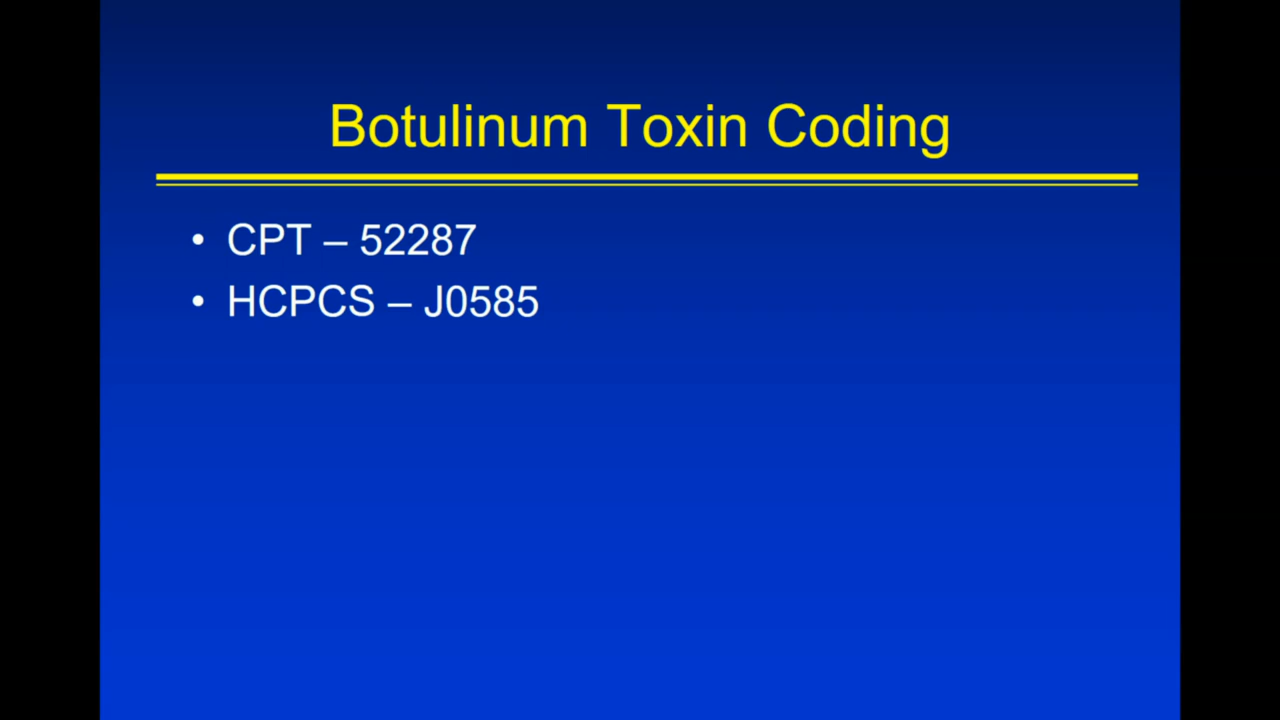 Botulinum Toxin Coding
• CPT – 52287
• HCPCS – J0585